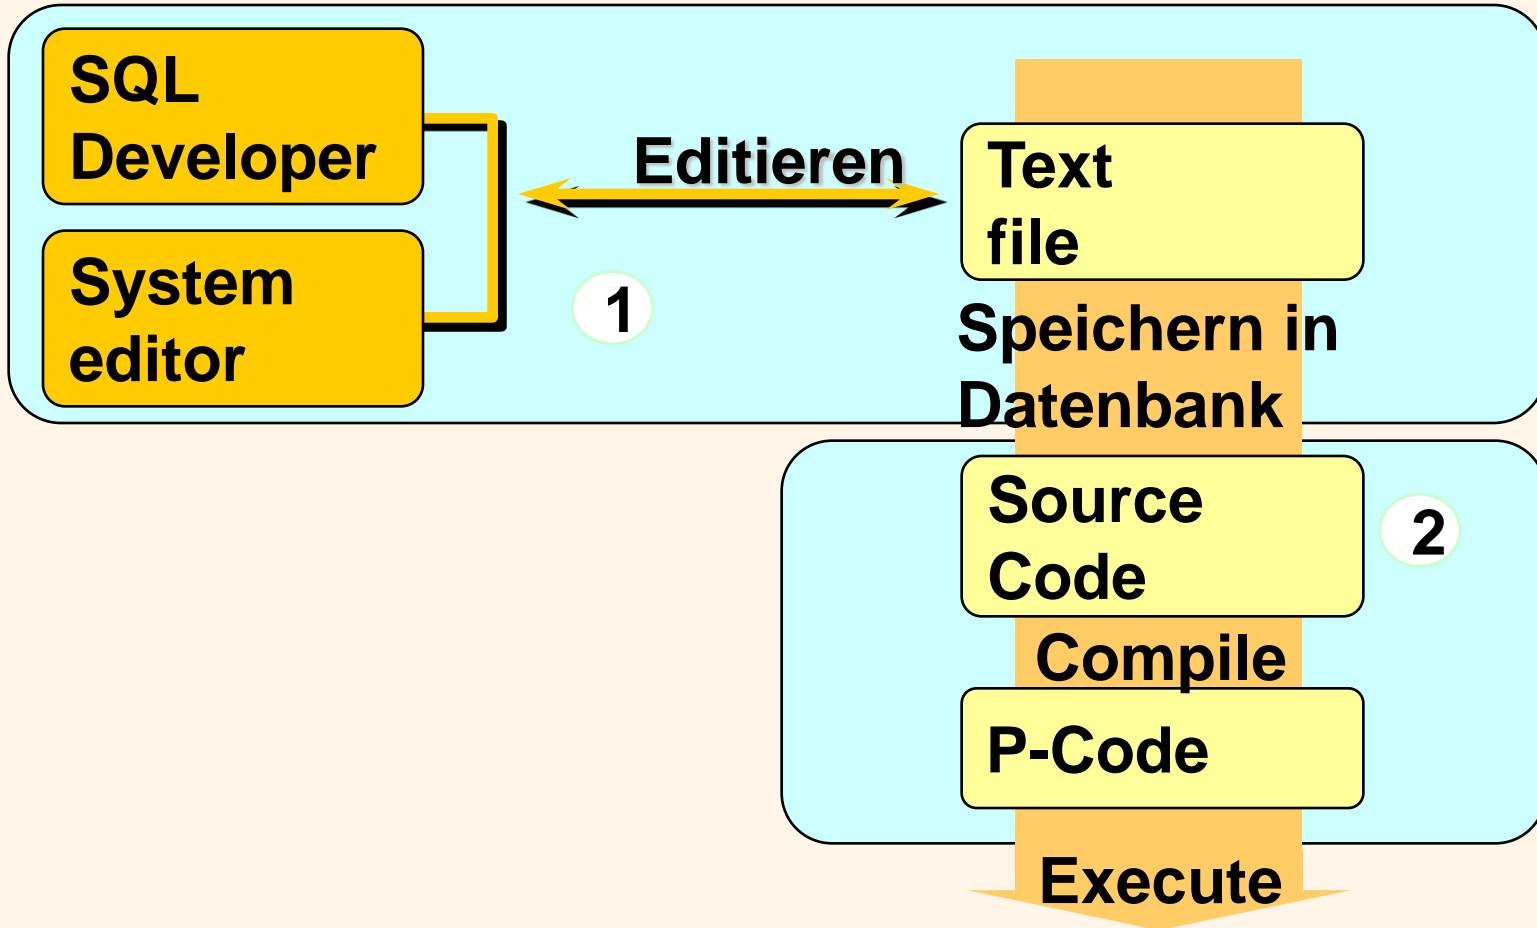 SQL
Developer
System
editor
Editieren
1
Text
file
Speichern in
Datenbank
Source
Code
2
Compile
P-Code
Execute